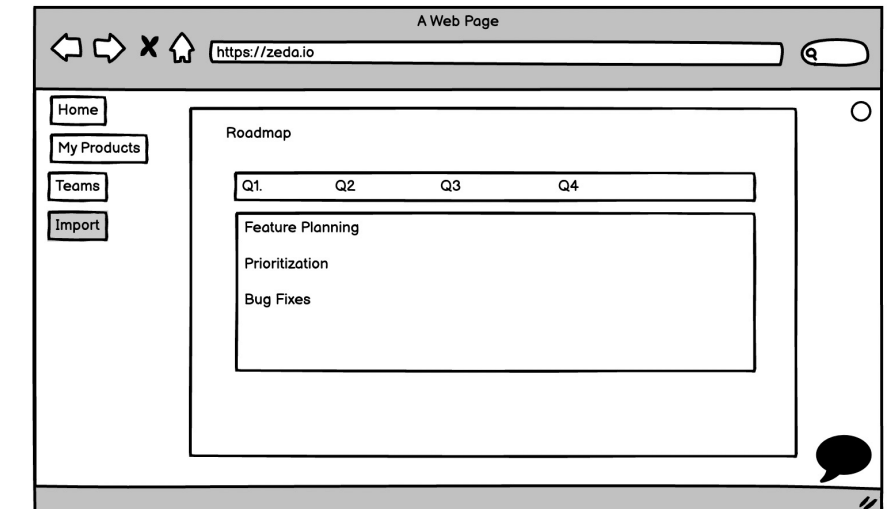 A Web Page
https://zeda.io
Home
My Products
Teams
Import
Roadmap
Q1. Q2 Q3 Q4
Feature Planning
Prioritization
Bug Fixes